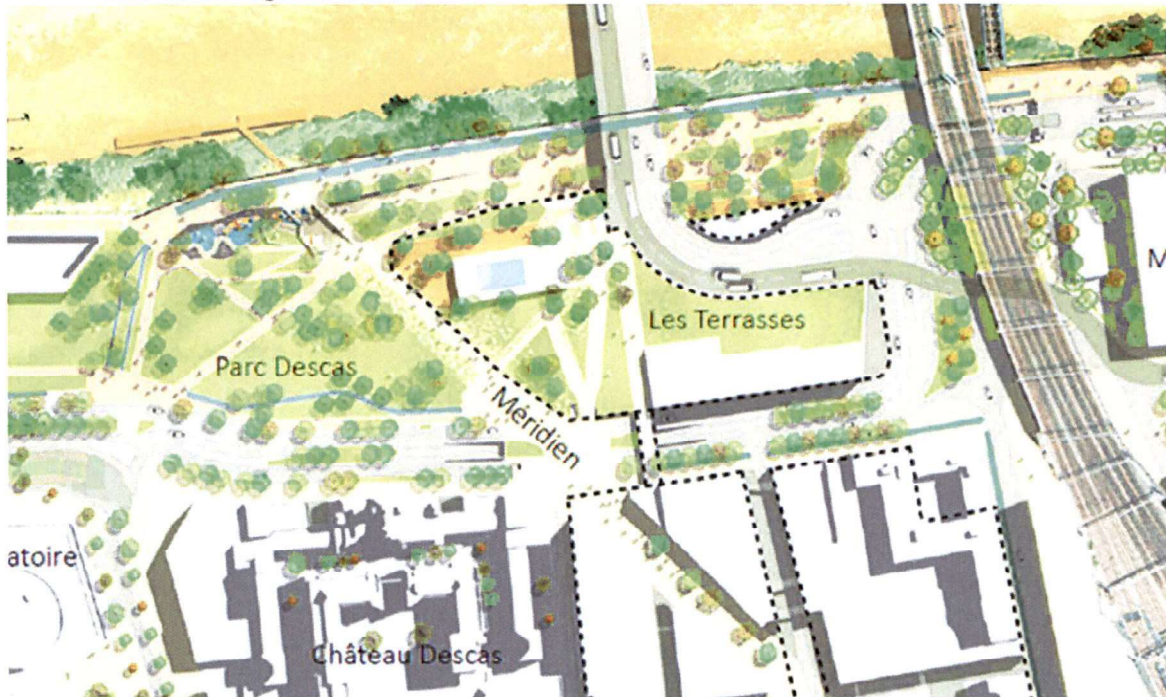 M
Les Terrasses
Parc Descas
Méridien
atoire
Château Descas